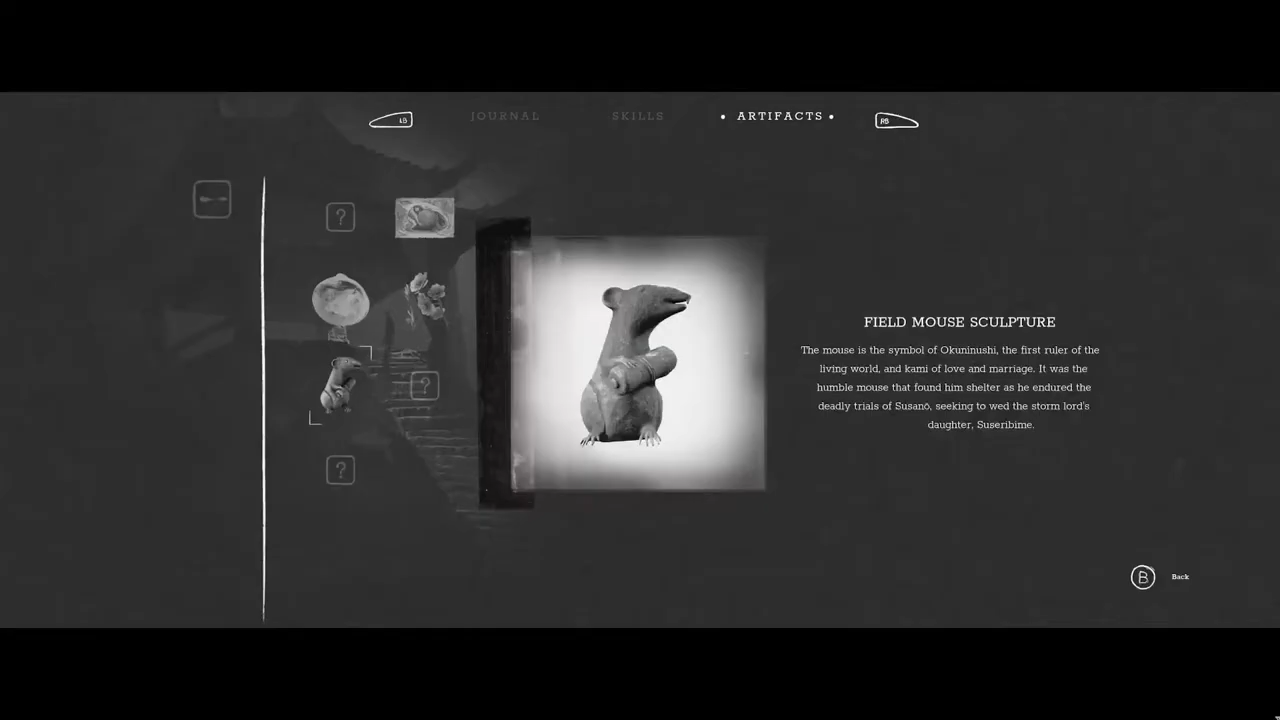 LB
JOURNAL
SKILLS
• ARTIFACTS •
RB
?
?
?
FIELD MOUSE SCULPTURE
The mouse is the symbol of Okuninushi, the first ruler of the
living world, and kami of love and marriage. It was the
humble mouse that found him shelter as he endured the
deadly trials of Susanō, seeking to wed the storm lord's
daughter, Suseribime.
B Back